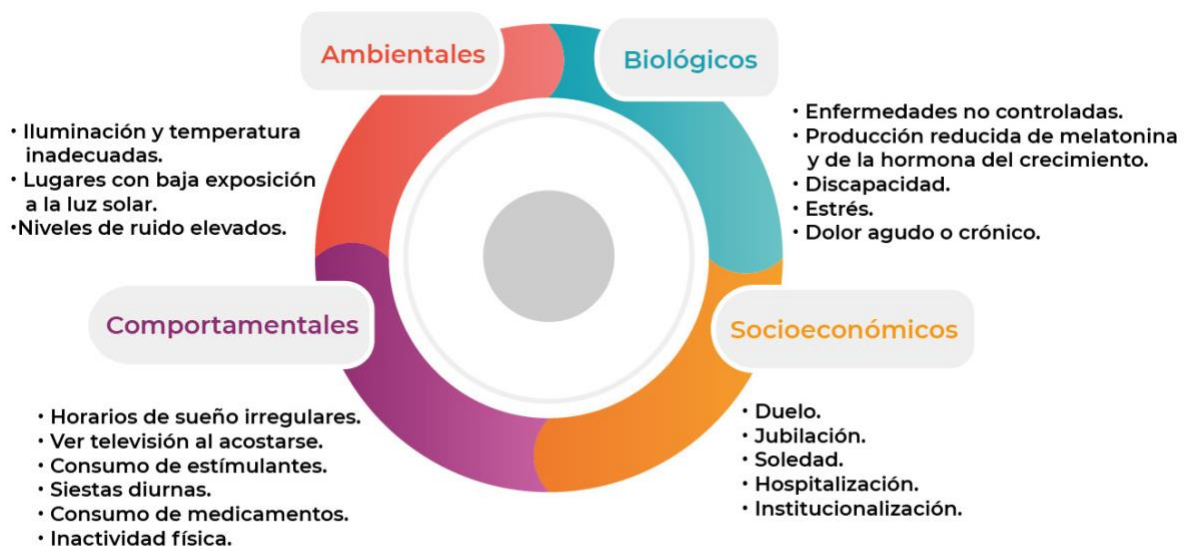 Ambientales
• Iluminación y temperatura
inadecuadas.
• Lugares con baja exposición
a la luz solar.
•Niveles de ruido elevados.
Biológicos
• Enfermedades no controladas.
• Producción reducida de melatonina
y de la hormona del crecimiento.
• Discapacidad.
• Estrés.
• Dolor agudo o crónico.
Comportamentales
• Horarios de sueño irregulares.
• Ver televisión al acostarse.
• Consumo de estímulantes.
• Siestas diurnas.
• Consumo de medicamentos.
• Inactividad física.
Socioeconómicos
• Duelo.
• Jubilación.
• Soledad.
• Hospitalización.
• Institucionalización.